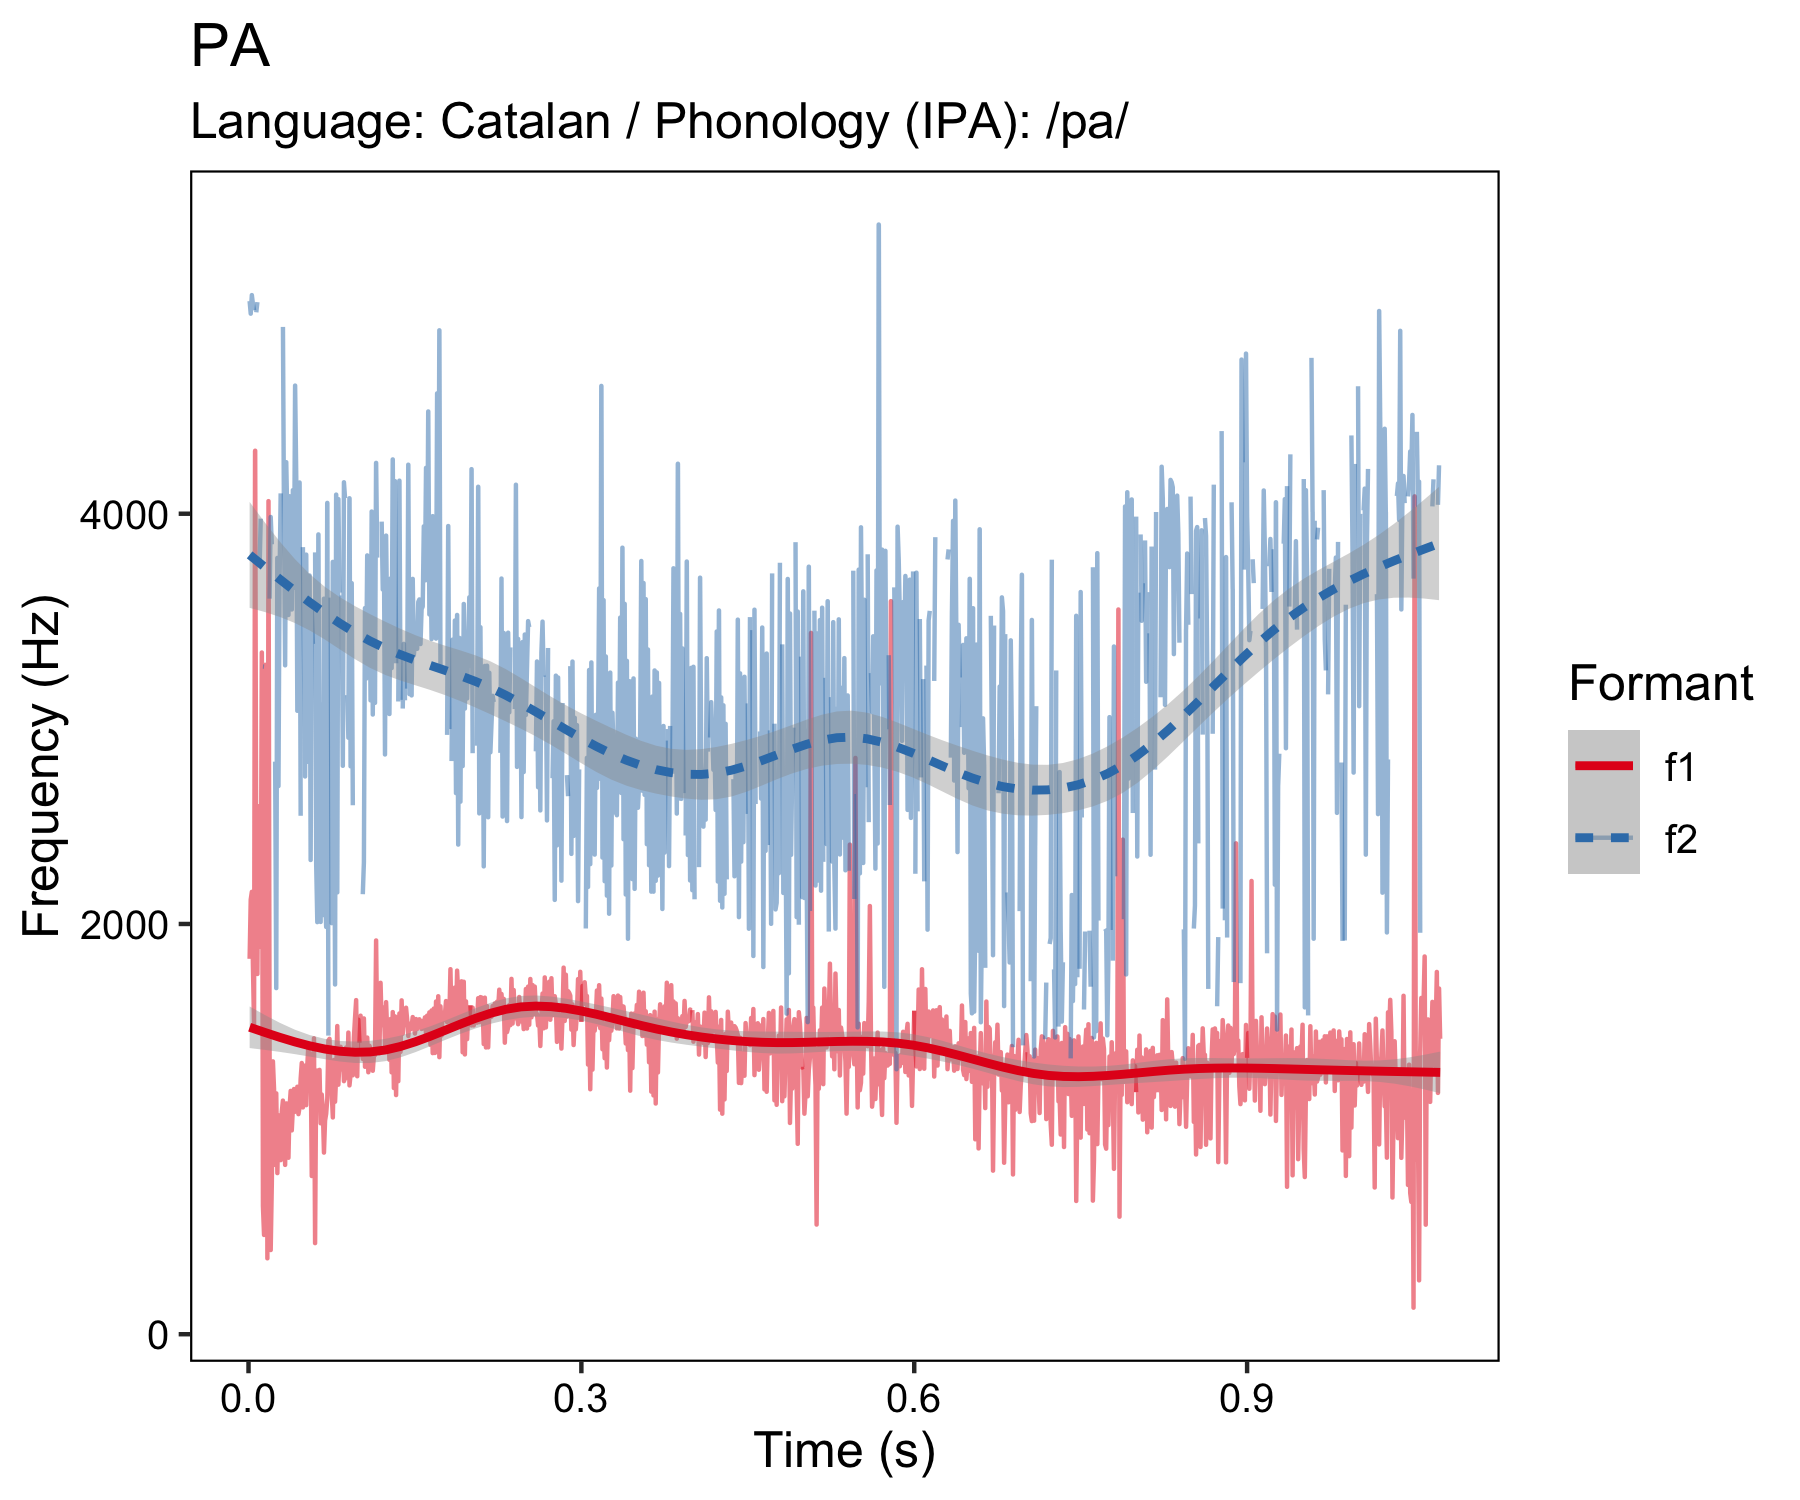 PA
Language: Catalan / Phonology (IPA): /pa/
Frequency (Hz)
4000
2000
0
0.0
0.3
0.6
0.9
Time (s)
Formant
f1
f2